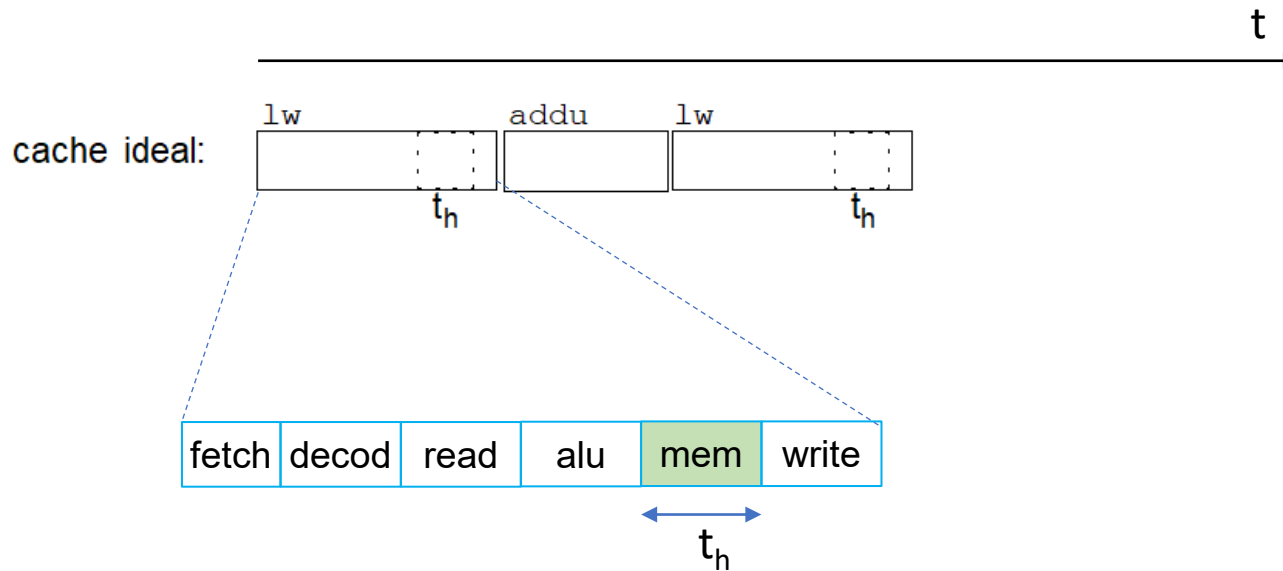 t
lw addu lw
cache ideal:
th th
fetch decod read alu mem write
th